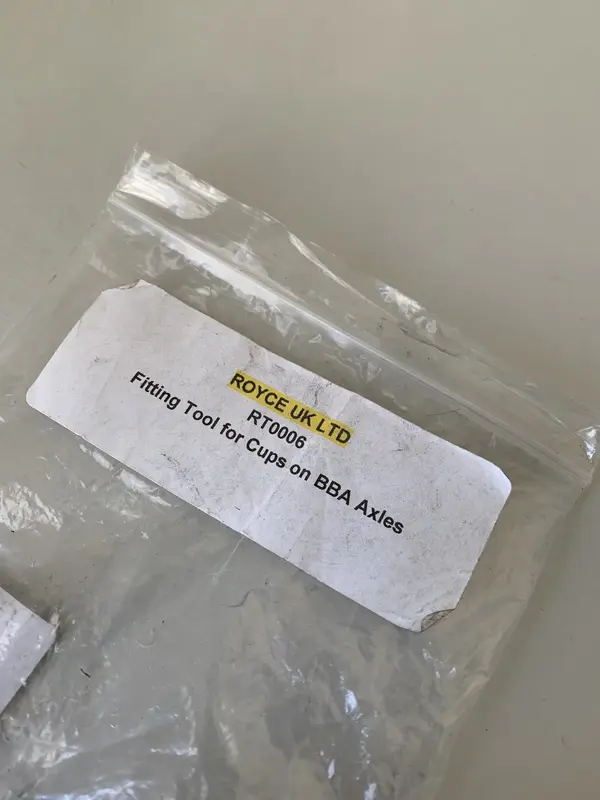 ROYCE UK LTD
RT0006
Fitting Tool for Cups on BBA Axles